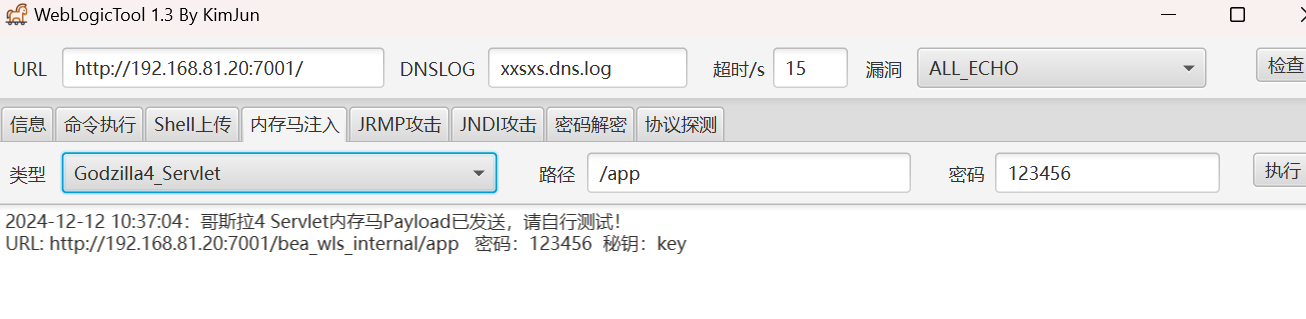 WebLogicTool 1.3 By KimJun
URL http://192.168.81.20:7001/ DNSLOG xxsxs.dns.log 超时/s 15 漏洞 ALL_ECHO 检查
信息 命令执行 Shell上传 内存马注入 JRMP攻击 JNDI攻击 密码解密 协议探测
类型 Godzilla4_Servlet 路径 /app 密码 123456 执行
2024-12-12 10:37:04：哥斯拉4 Servlet内存马Payload已发送，请自行测试！
URL: http://192.168.81.20:7001/bea_wls_internal/app 密码：123456 秘钥：key